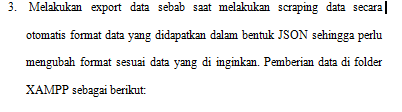 3. Melakukan export data sebab saat melakukan scraping data secara
otomatis format data yang didapatkan dalam bentuk JSON sehingga perlu
mengubah format sesuai data yang di inginkan. Pemberian data di folder
XAMPP sebagai berikut: